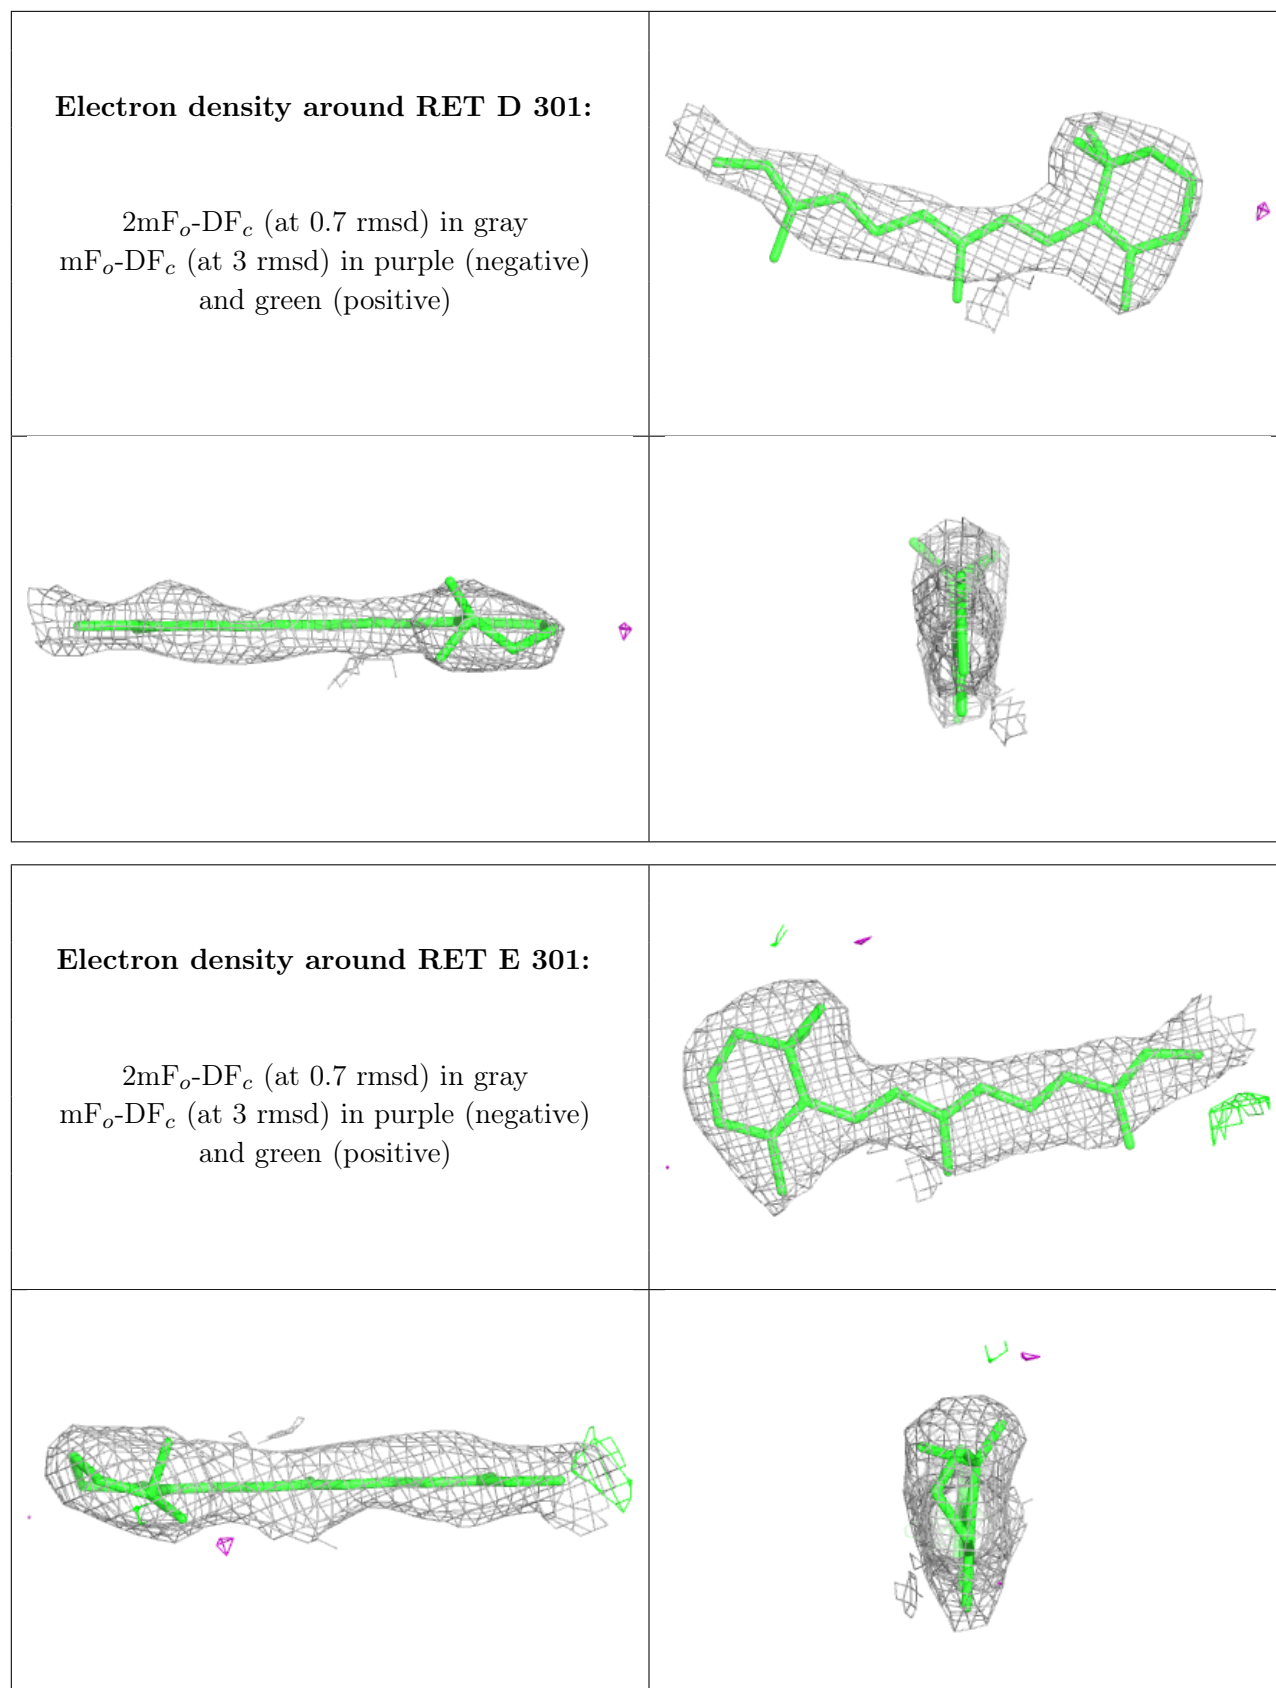 Electron density around RET D 301:
2mFo-DFc (at 0.7 rmsd) in gray
mFo-DFc (at 3 rmsd) in purple (negative)
and green (positive)
Electron density around RET E 301:
2mFo-DFc (at 0.7 rmsd) in gray
mFo-DFc (at 3 rmsd) in purple (negative)
and green (positive)